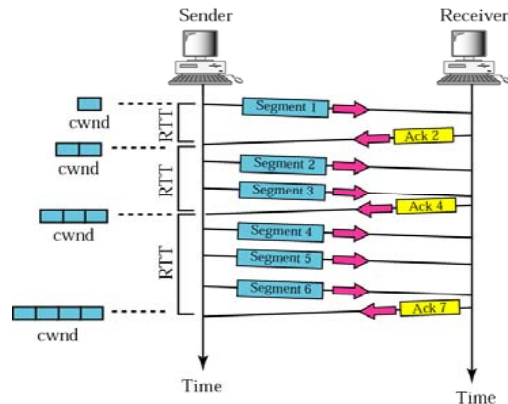 Sender
Receiver
cwnd
RTT
Segment 1
Ack 2
cwnd
RTT
Segment 2
Segment 3
Ack 4
cwnd
RTT
Segment 4
Segment 5
Segment 6
Ack 7
cwnd
Time
Time